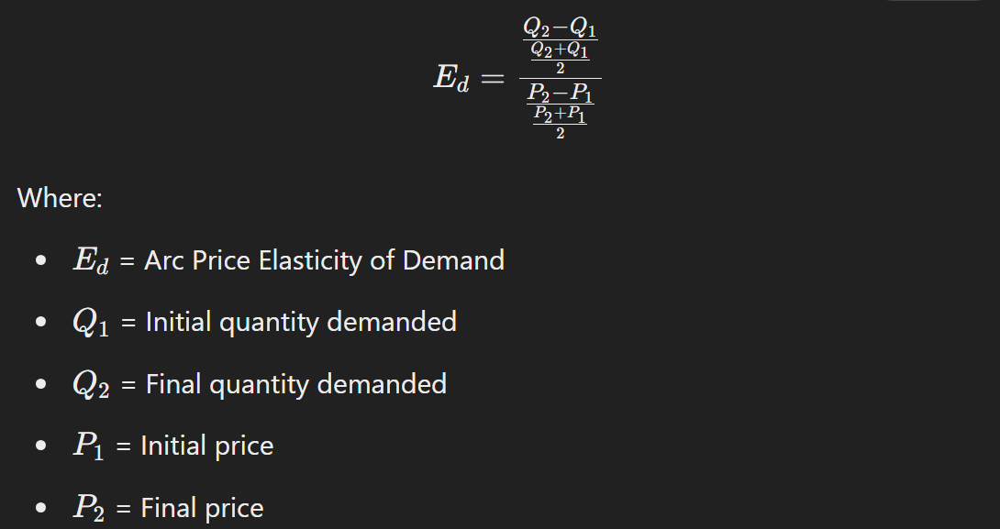 $E_d = \frac{\frac{Q_2 - Q_1}{\frac{Q_2 + Q_1}{2}}}{\frac{P_2 - P_1}{\frac{P_2 + P_1}{2}}}$
Where:
• $E_d$ = Arc Price Elasticity of Demand
• $Q_1$ = Initial quantity demanded
• $Q_2$ = Final quantity demanded
• $P_1$ = Initial price
• $P_2$ = Final price